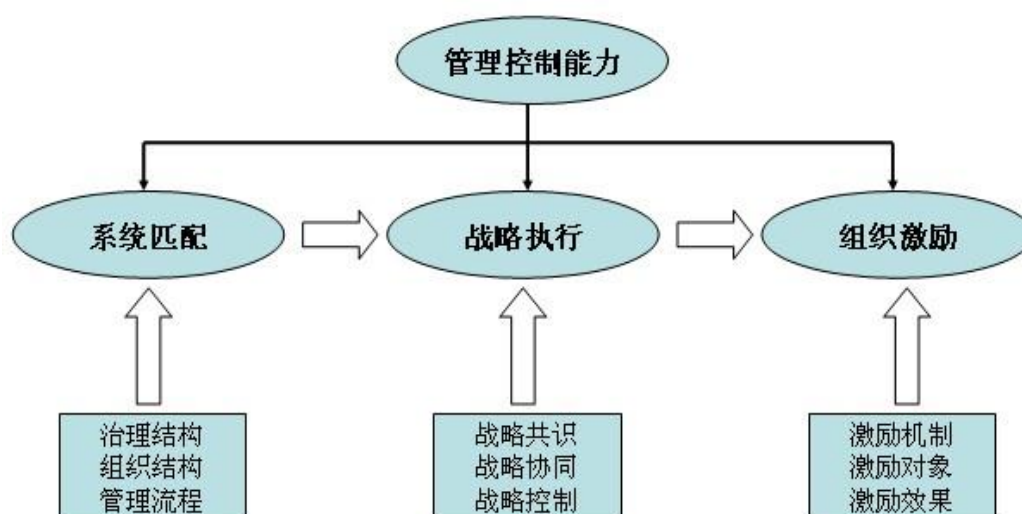 管理控制能力
系统匹配
战略执行
组织激励
治理结构
组织结构
管理流程
战略共识
战略协同
战略控制
激励机制
激励对象
激励效果